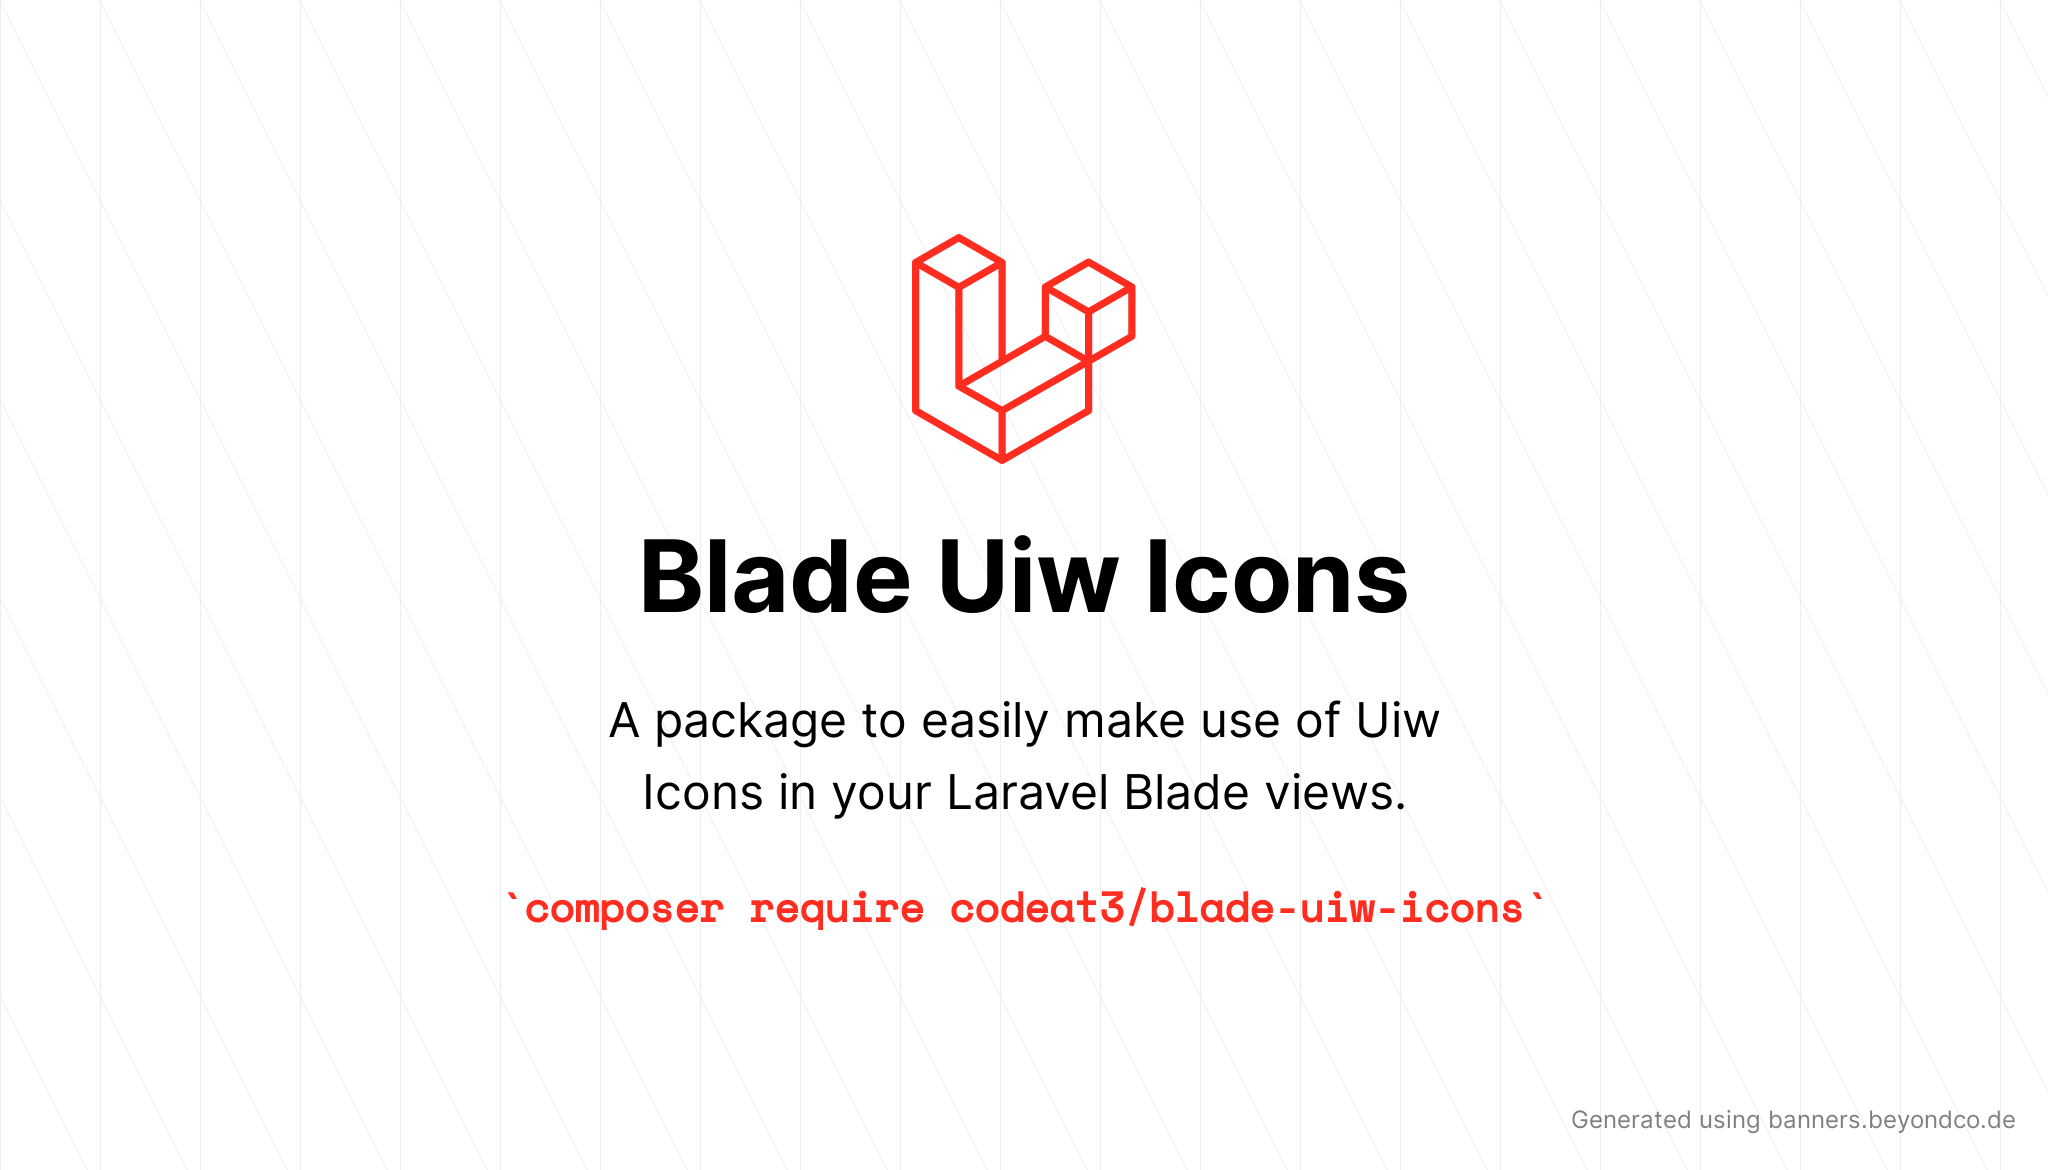 Blade Uiw Icons
A package to easily make use of Uiw
Icons in your Laravel Blade views.
`composer require codeat3/blade-uiw-icons`
Generated using banners.beyondco.de